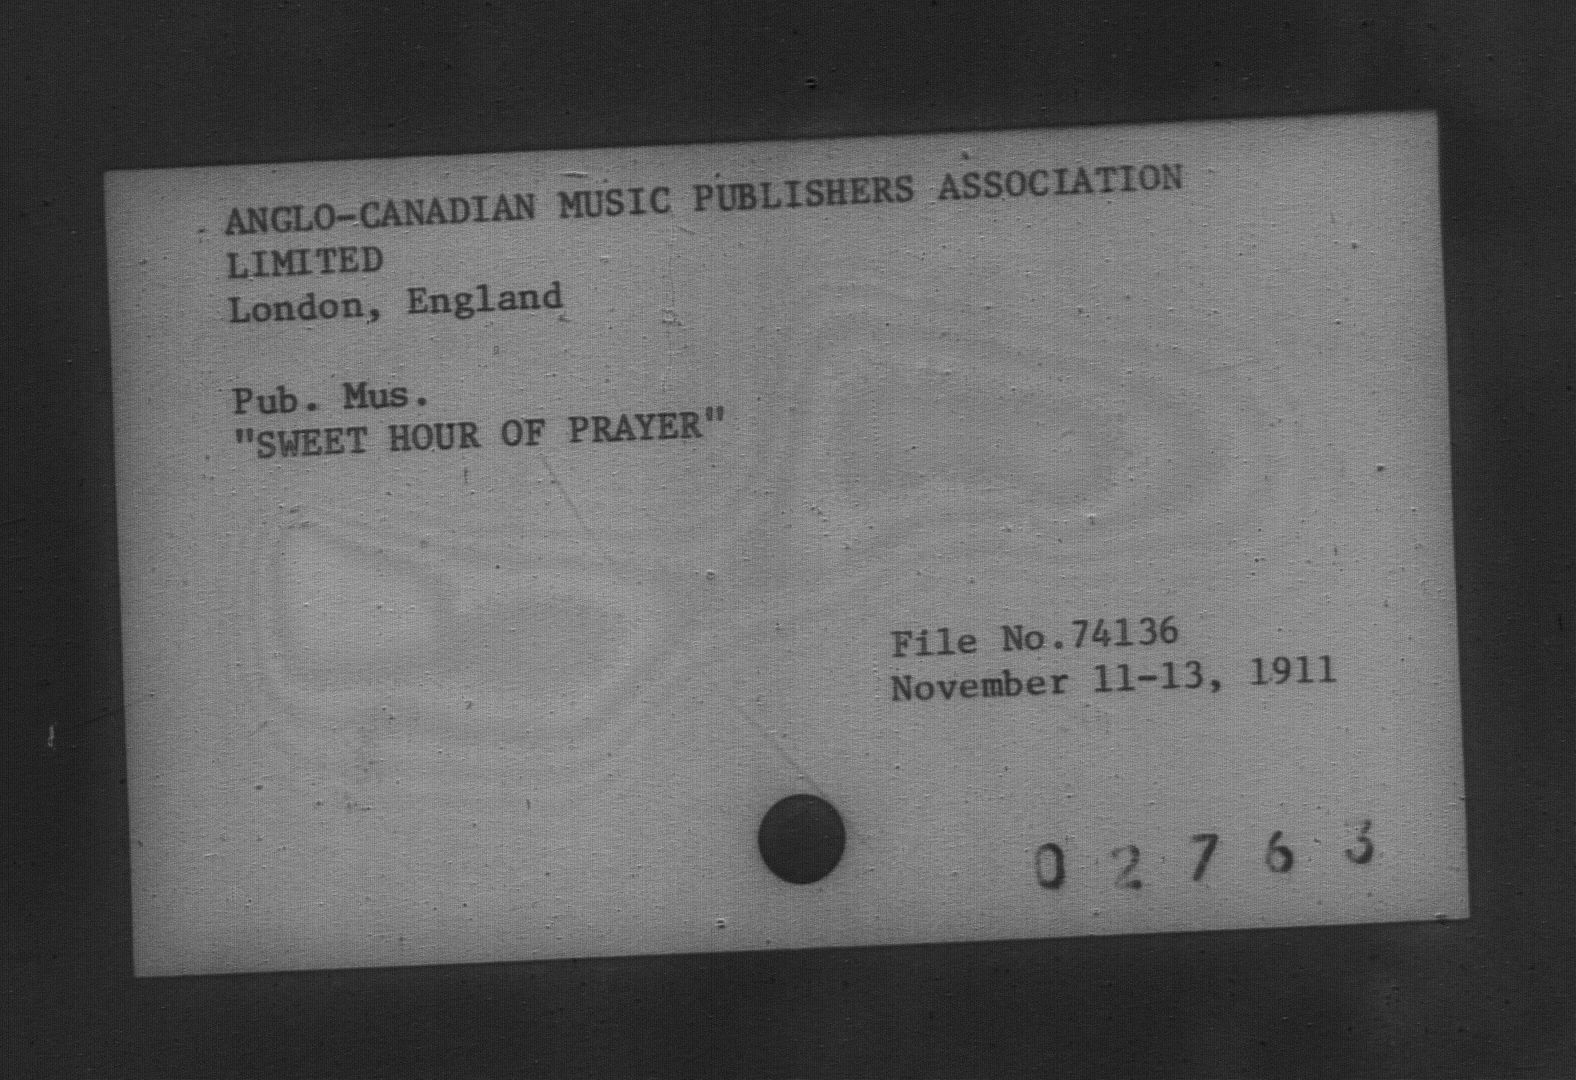 ANGLO-CANADIAN MUSIC PUBLISHERS ASSOCIATION
LIMITED
London, England
Pub. Mus.
"SWEET HOUR OF PRAYER"
File No.74136
November 11-13, 1911
0 2 7 6 3